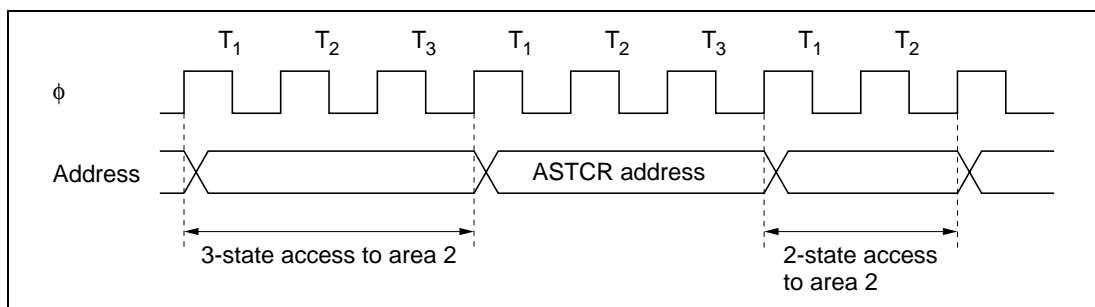 T1 T2 T3 T1 T2 T3 T1 T2
φ
Address
ASTCR address
3-state access to area 2
2-state access
to area 2